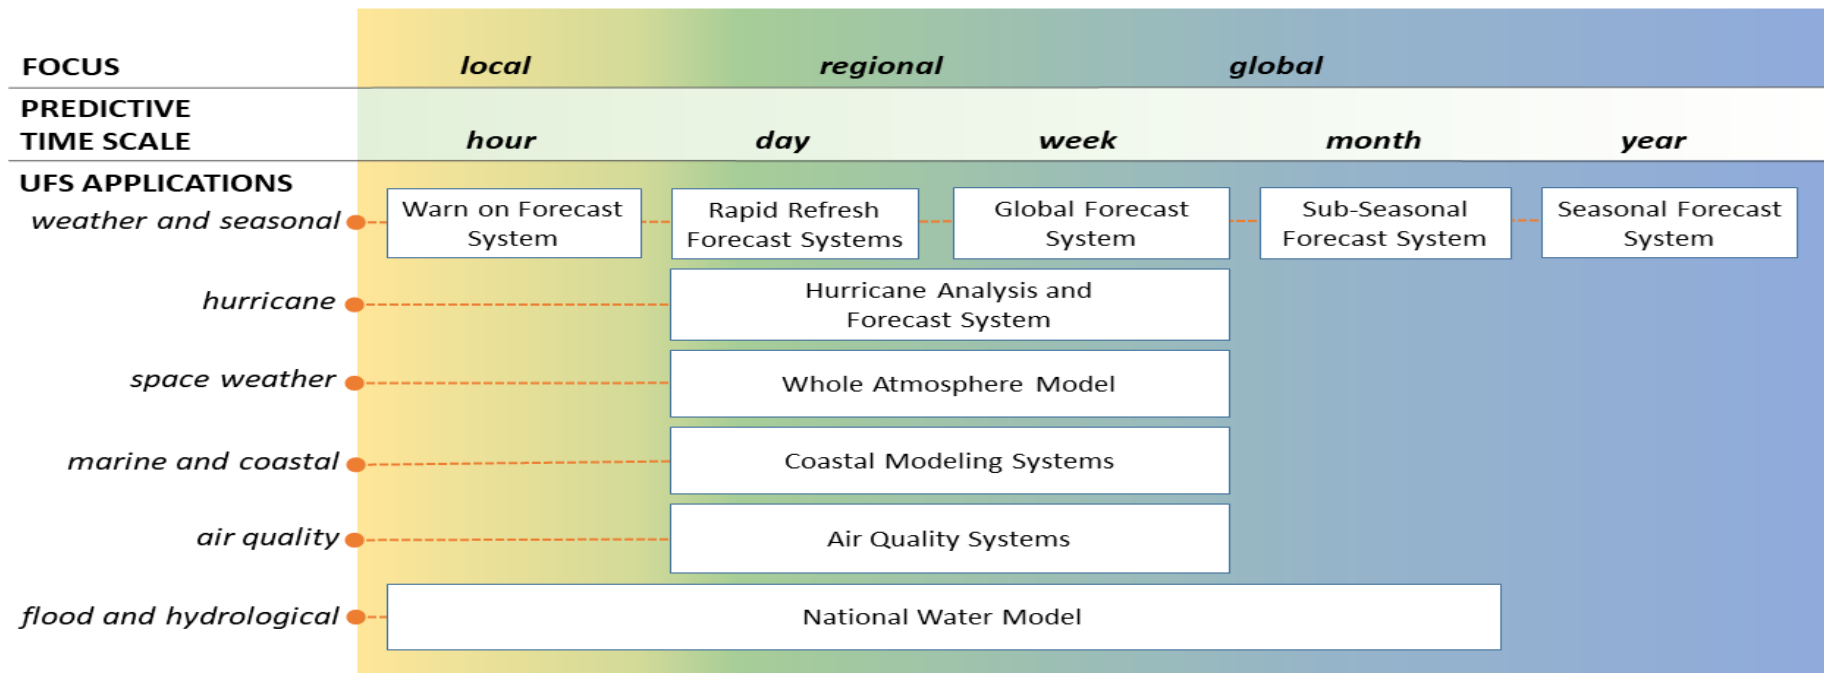 FOCUS local regional global
PREDICTIVE
TIME SCALE hour day week month year
UFS APPLICATIONS
weather and seasonal
Warn on Forecast
System
Rapid Refresh
Forecast Systems
Global Forecast
System
Sub-Seasonal
Forecast System
Seasonal Forecast
System
hurricane
Hurricane Analysis and
Forecast System
space weather
Whole Atmosphere Model
marine and coastal
Coastal Modeling Systems
air quality
Air Quality Systems
flood and hydrological
National Water Model